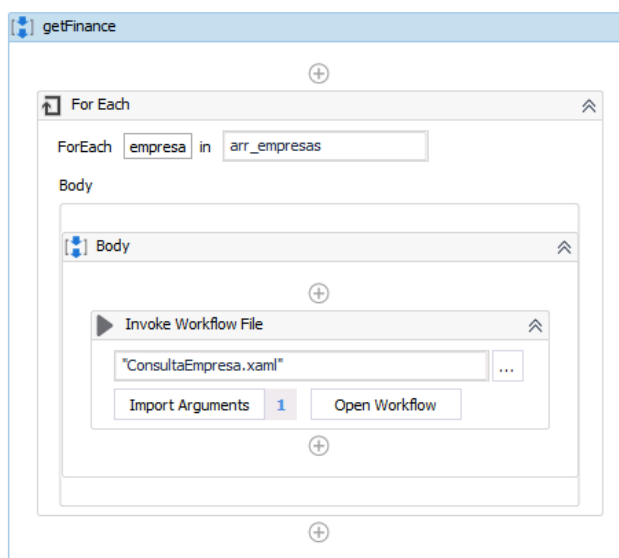 getFinance
For Each
ForEach empresa in arr_empresas
Body
Body
Invoke Workflow File
"ConsultaEmpresa.xaml" ...
Import Arguments 1 Open Workflow